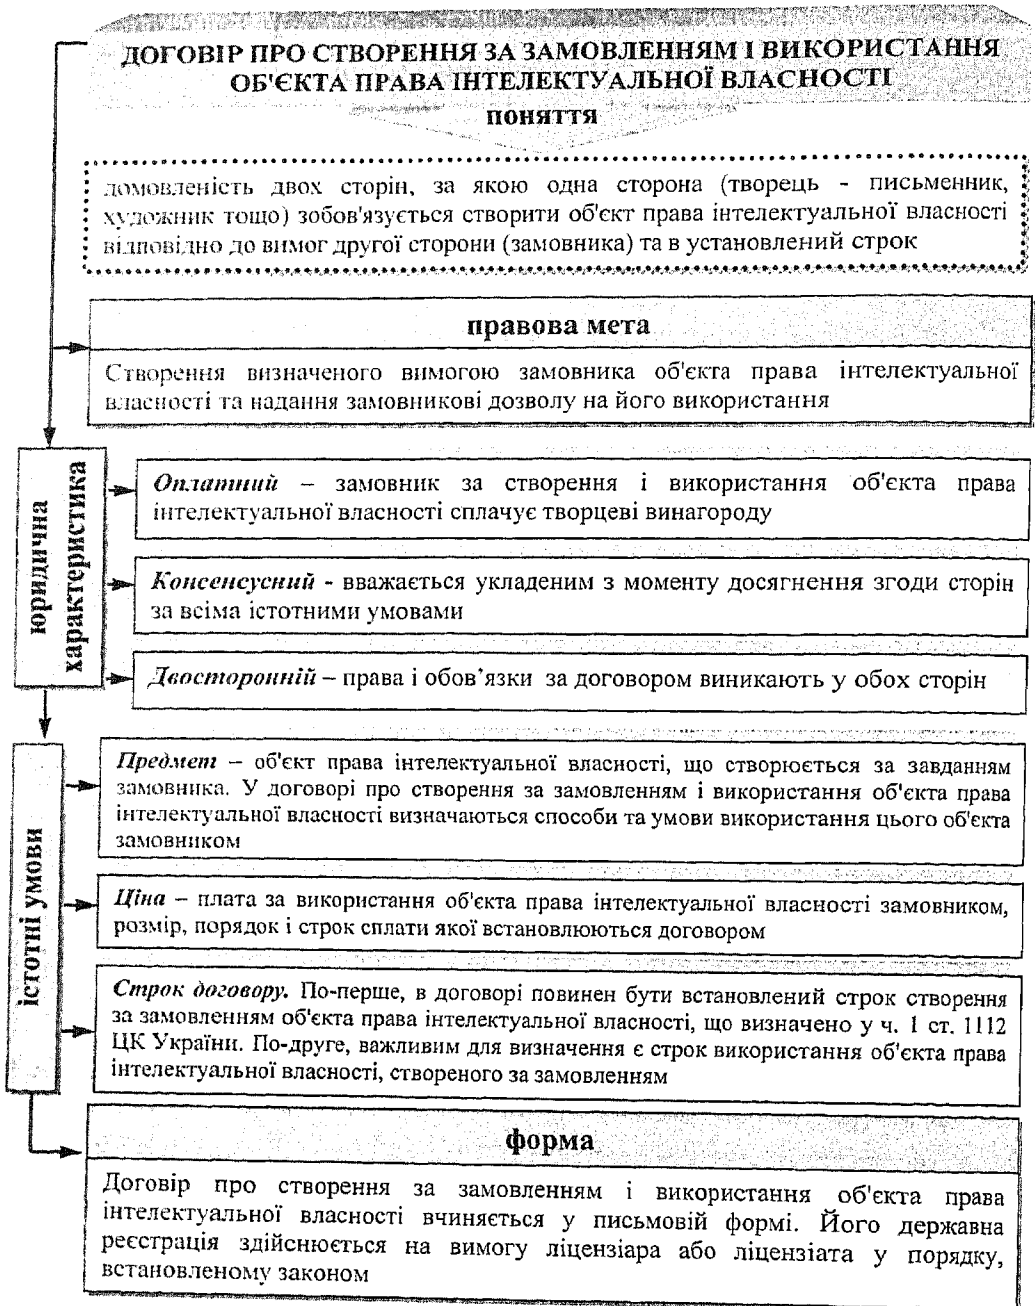 ДОГОВІР ПРО СТВОРЕННЯ ЗА ЗАМОВЛЕННЯМ І ВИКОРИСТАННЯ
ОБ'ЄКТА ПРАВА ІНТЕЛЕКТУАЛЬНОЇ ВЛАСНОСТІ
ПОНЯТТЯ
домовленість двох сторін, за якою одна сторона (творець - письменник,
художник тощо) зобов'язується створити об'єкт права інтелектуальної власності
відповідно до вимог другої сторони (замовника) та в установлений строк
правова мета
Створення визначеного вимогою замовника об'єкта права інтелектуальної
власності та надання замовникові дозволу на його використання
юридична
характеристика
Оплатний – замовник за створення і використання об'єкта права
інтелектуальної власності сплачує творцеві винагороду
Консенсусний - вважається укладеним з моменту досягнення згоди сторін
за всіма істотними умовами
Двосторонній – права і обов’язки за договором виникають у обох сторін
істотні умови
Предмет – об'єкт права інтелектуальної власності, що створюється за завданням
замовника. У договорі про створення за замовленням і використання об'єкта права
інтелектуальної власності визначаються способи та умови використання цього об'єкта
замовником
Ціна – плата за використання об'єкта права інтелектуальної власності замовником,
розмір, порядок і строк сплати якої встановлюються договором
Строк договору. По-перше, в договорі повинен бути встановлений строк створення
за замовленням об'єкта права інтелектуальної власності, що визначено у ч. 1 ст. 1112
ЦК України. По-друге, важливим для визначення є строк використання об'єкта права
інтелектуальної власності, створеного за замовленням
форма
Договір про створення за замовленням і використання об'єкта права
інтелектуальної власності вчиняється у письмовій формі. Його державна
реєстрація здійснюється на вимогу ліцензіара або ліцензіата у порядку,
встановленому законом